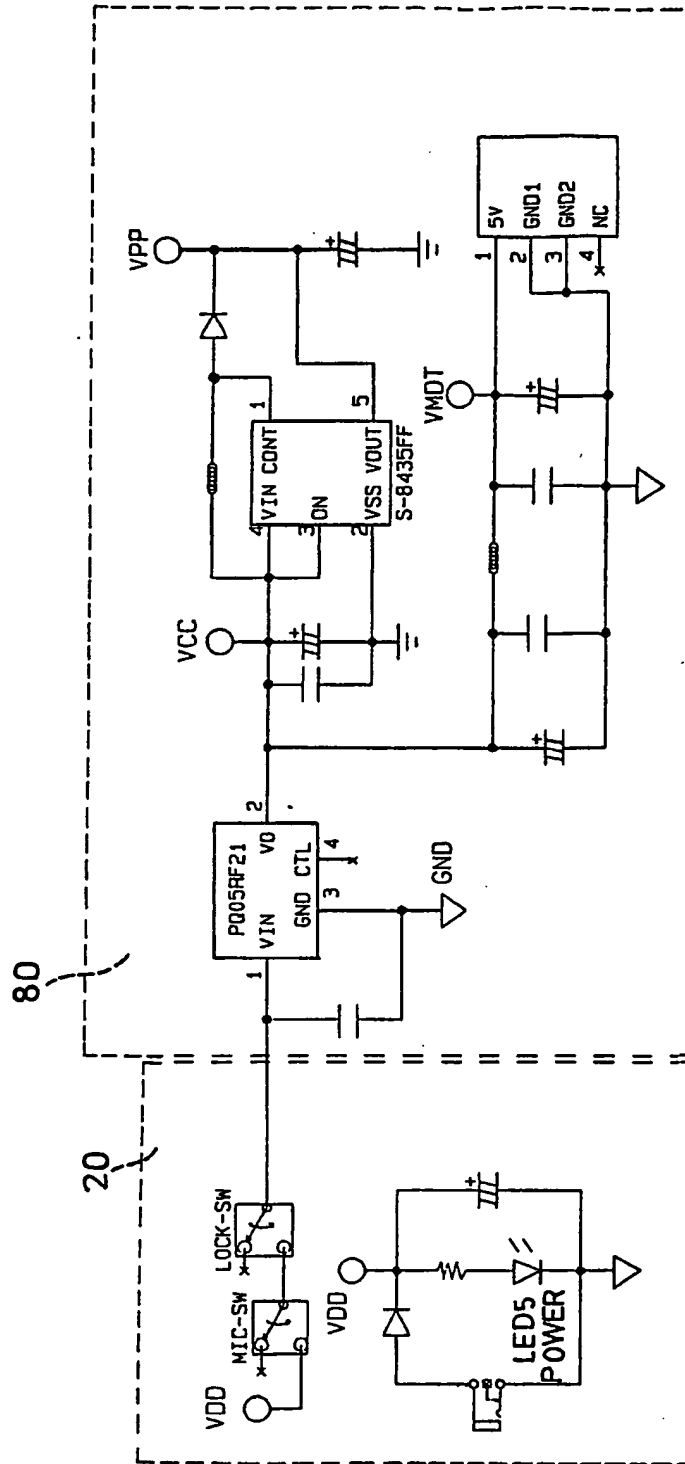 80
20
VDD
MIC-SW
LOCK-SW
VDD
LED5
POWER
PQ05RF21
1
VIN
VO
2
GND
CTL
3
4
GND
VCC
VPP
4
VIN
CONT
1
3
ON
2
VSS
VOUT
5
S-8435FF
VMDT
1
5V
2
GND1
3
GND2
4
NC